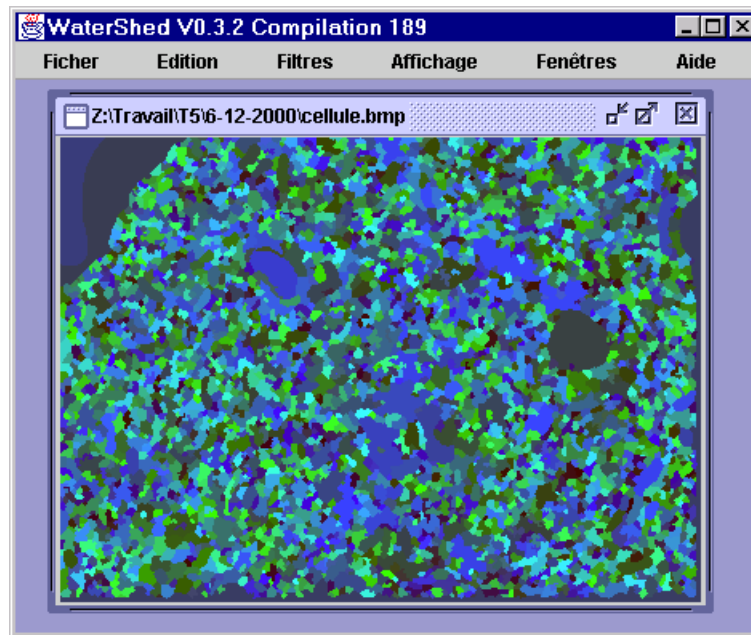 WaterShed V0.3.2 Compilation 189
Ficher Edition Filtres Affichage Fenêtres Aide
Z:\Travail\T5\6-12-2000\cellule.bmp